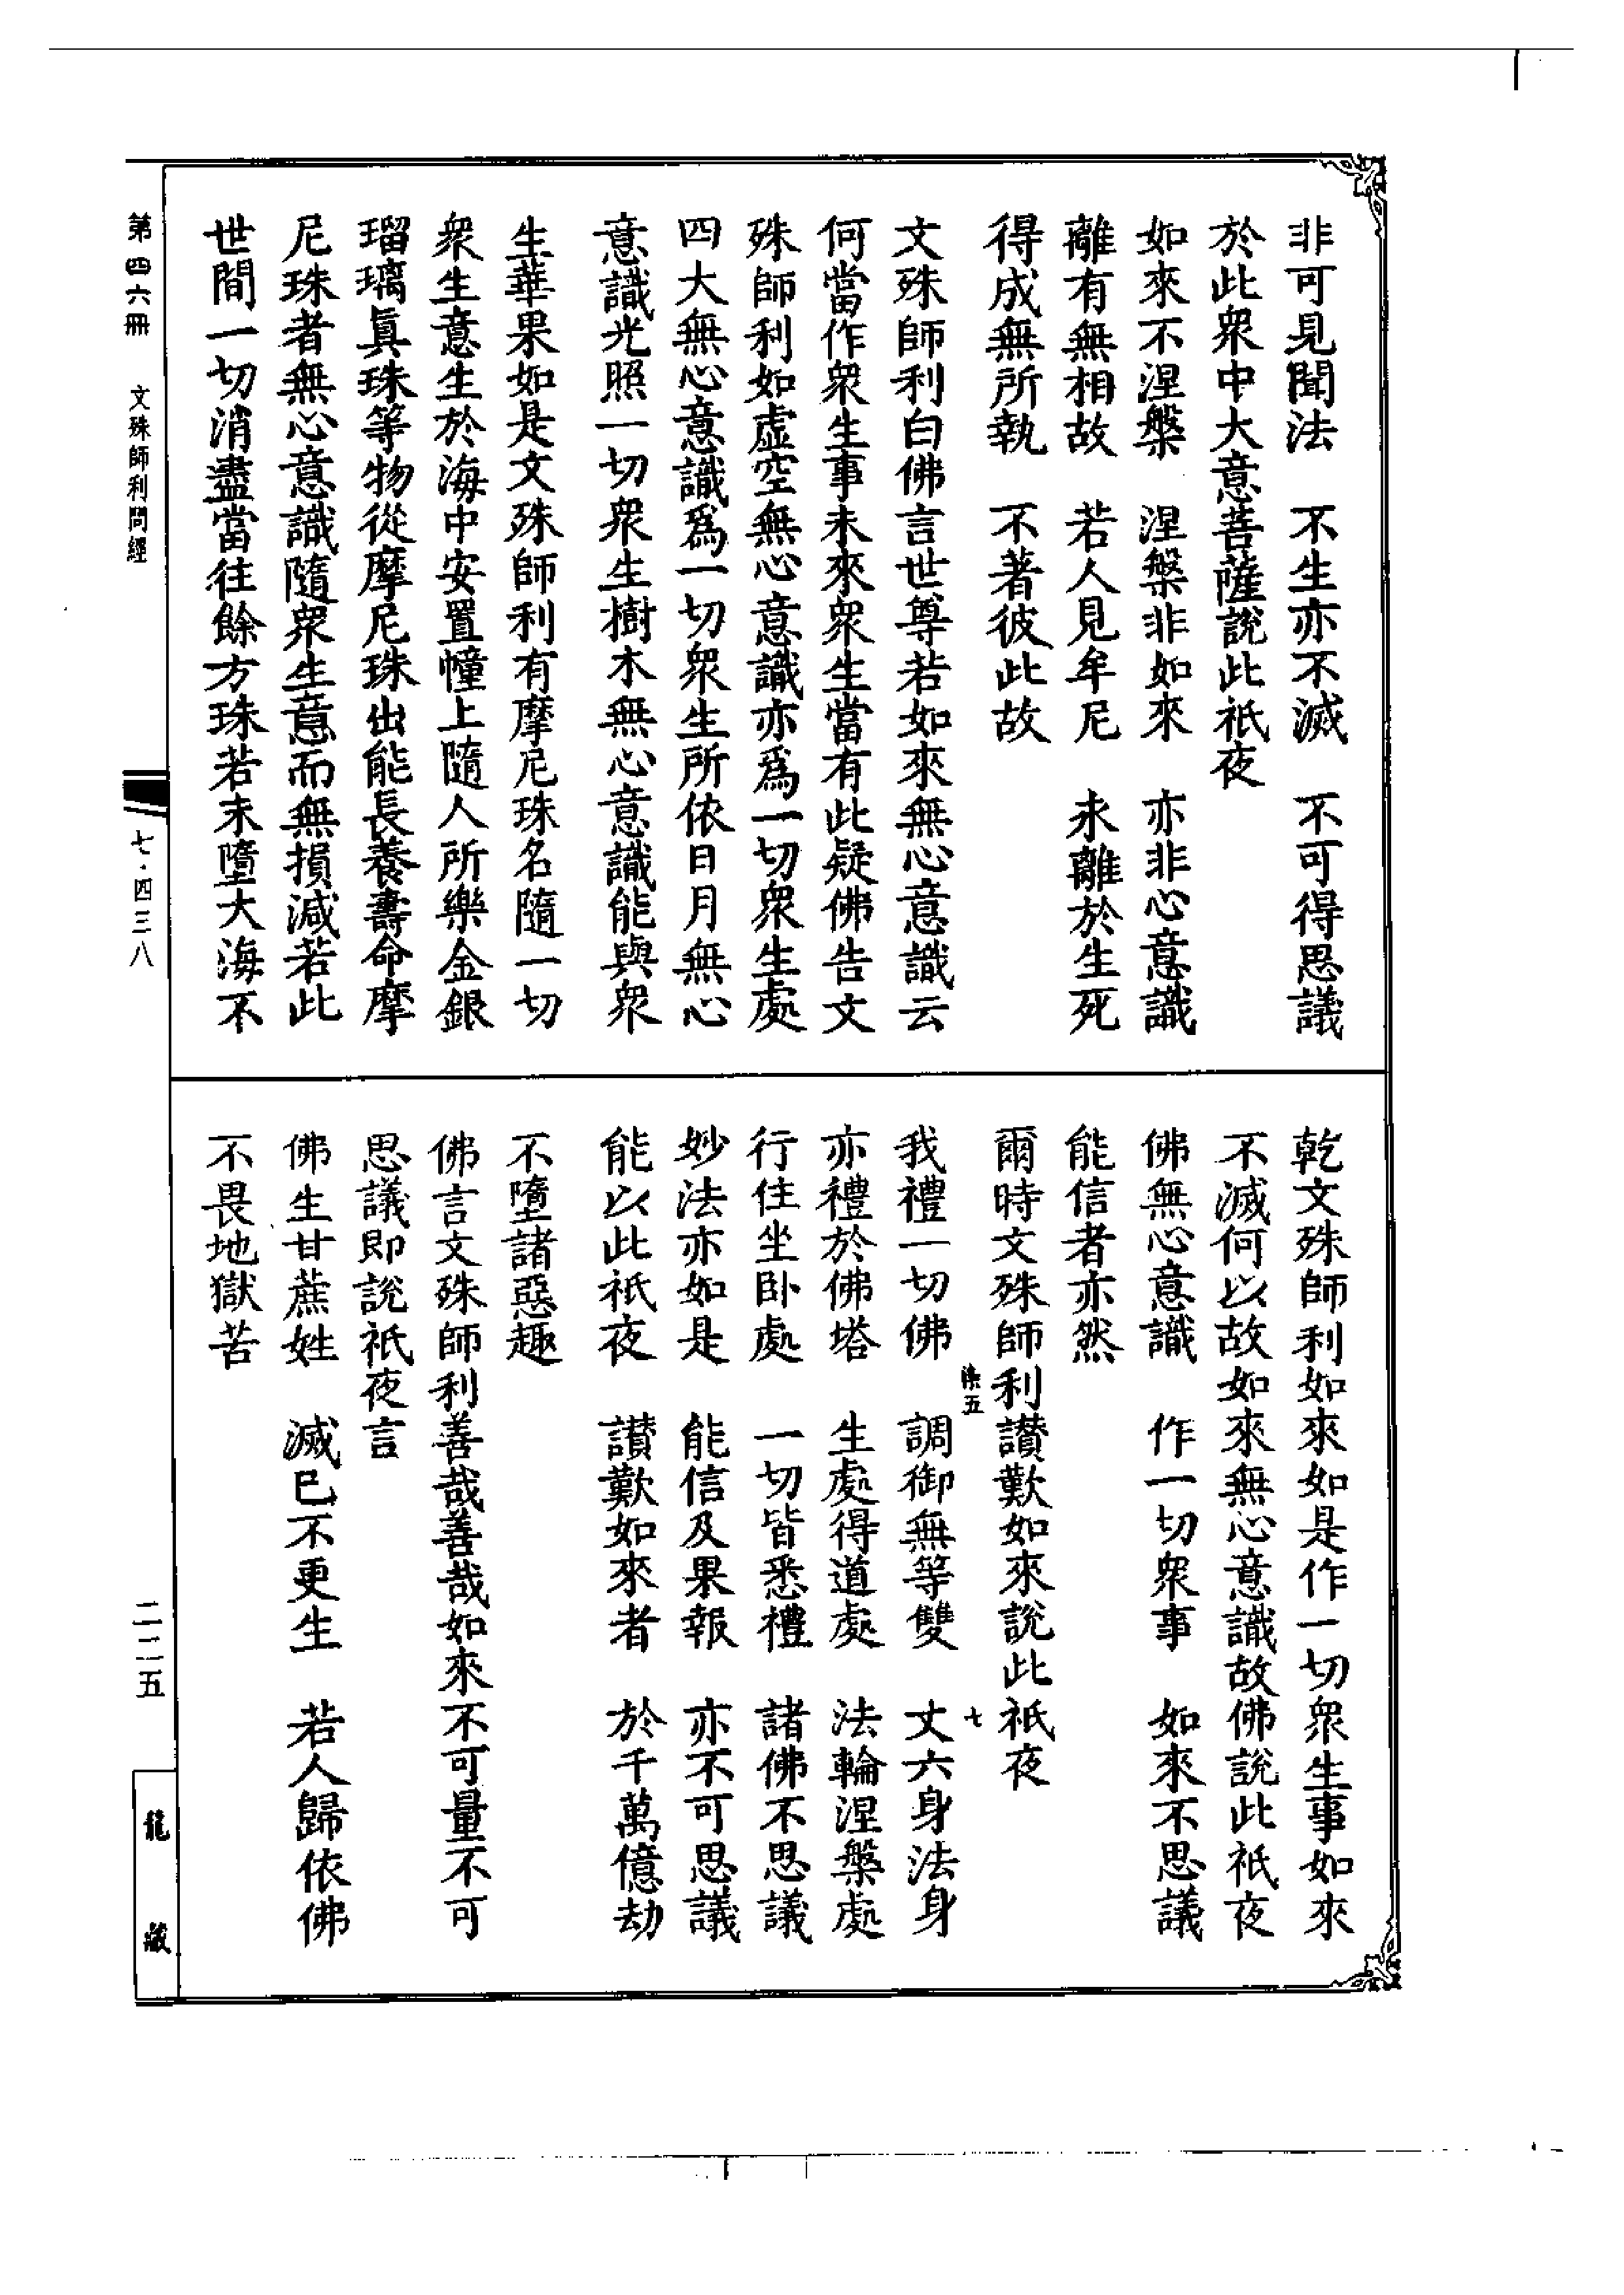 非可見聞法　不生亦不滅　不可得思議
於此衆中大意菩薩說此祇夜
如來不涅槃　涅槃非如來　亦非心意識
離有無相故　若人見牟尼　未離於生死
得成無所執　不著彼此故
文殊師利白佛言世尊若如來無心意識云
何當作衆生事未來衆生當有此疑佛告文
殊師利如虛空無心意識亦爲一切衆生處
四大無心意識爲一切衆生所依日月無心
意識光照一切衆生樹木無心意識能與衆
生華果如是文殊師利有摩尼珠名隨一切
衆生意生於海中安置幢上隨人所樂金銀
瑠璃眞珠等物從摩尼珠出能長養壽命摩
尼珠者無心意識隨衆生意而無損減若此
世間一切消盡當往餘方珠若未墮大海不
乾文殊師利如來如是作一切衆生事如來
不滅何以故如來無心意識故佛說此祇夜
佛無心意識　作一切衆事　如來不思議
能信者亦然
爾時文殊師利讃歎如來說此祇夜
七
我禮一切佛　調御無等雙　丈六身法身
亦禮於佛塔　生處得道處　法輪涅槃處
行住坐卧處　一切皆悉禮　諸佛不思議
妙法亦如是　能信及果報　亦不可思議
能以此祇夜　讃歎如來者　於千萬億劫
不墮諸惡趣
佛言文殊師利善哉善哉如來不可量不可
思議即說祇夜言
佛生甘蔗姓　滅已不更生　若人歸依佛
不畏地獄苦
第四六冊　文殊師利問經
七·四三八
二二五
龍藏